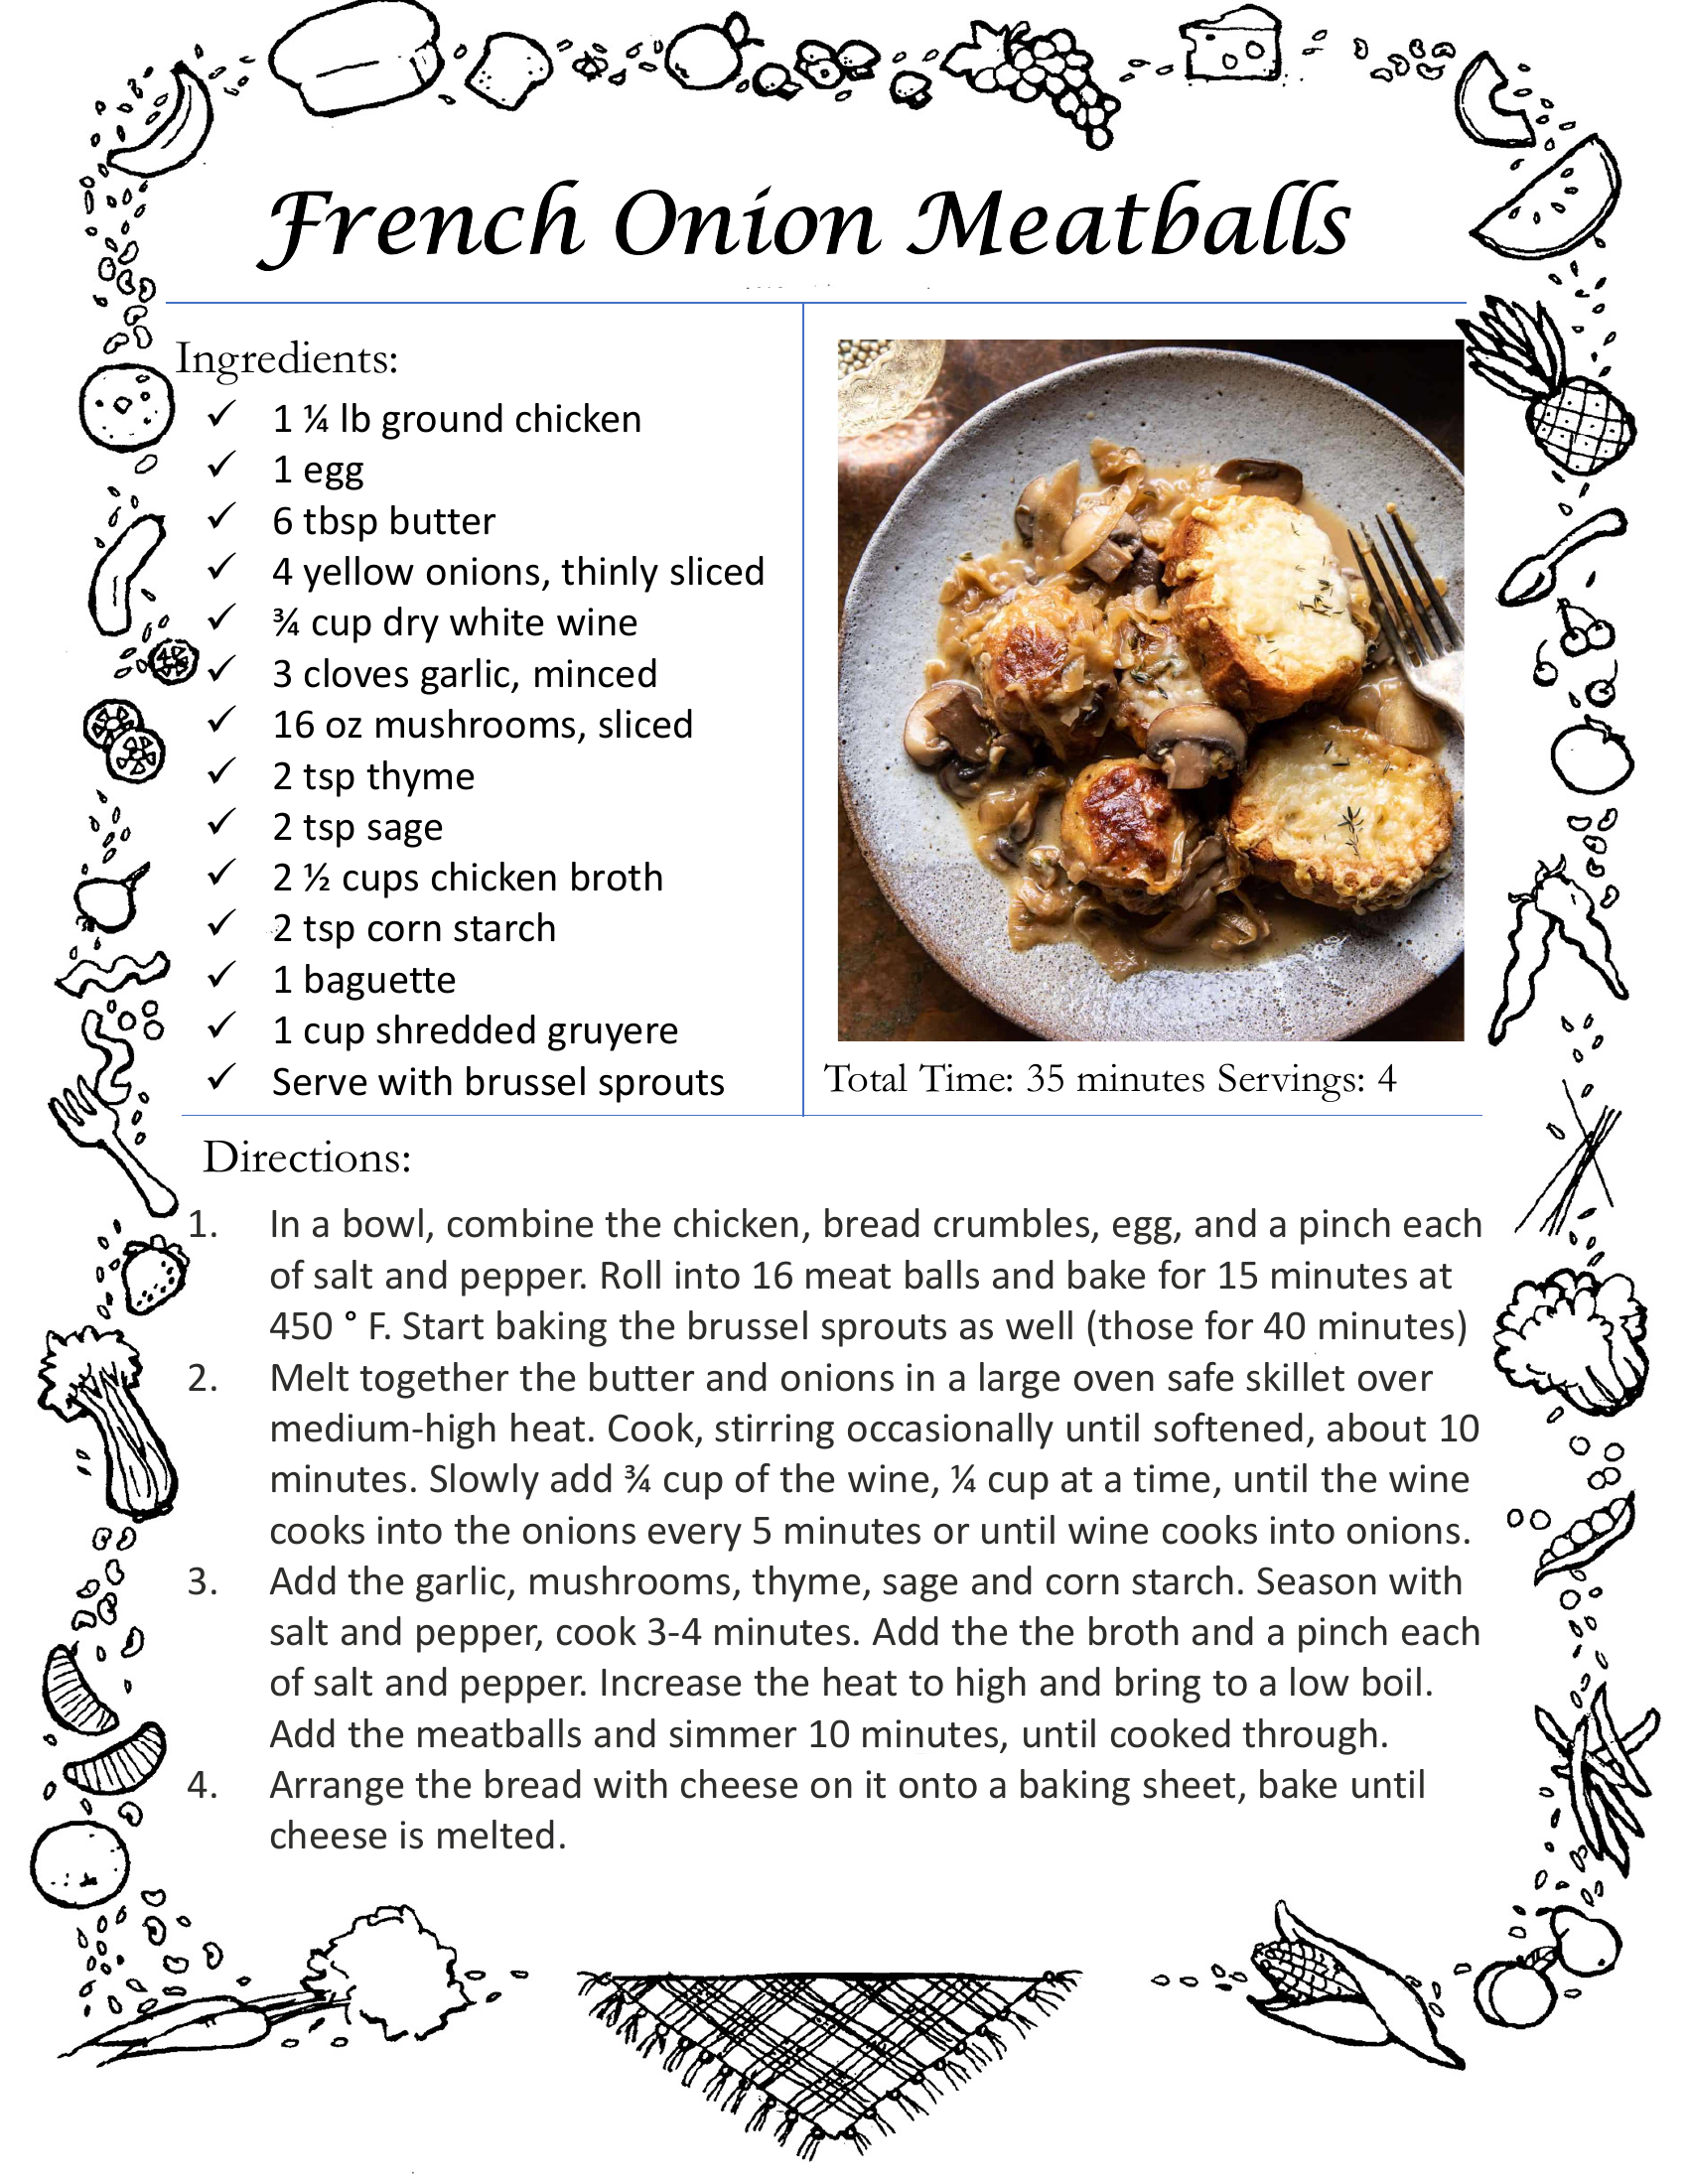 French Onion Meatballs
Ingredients:
✓ 1 ¼ lb ground chicken
✓ 1 egg
✓ 6 tbsp butter
✓ 4 yellow onions, thinly sliced
✓ ¾ cup dry white wine
✓ 3 cloves garlic, minced
✓ 16 oz mushrooms, sliced
✓ 2 tsp thyme
✓ 2 tsp sage
✓ 2 ½ cups chicken broth
✓ 2 tsp corn starch
✓ 1 baguette
✓ 1 cup shredded gruyere
✓ Serve with brussel sprouts
Total Time: 35 minutes Servings: 4
Directions:
1. In a bowl, combine the chicken, bread crumbles, egg, and a pinch each
of salt and pepper. Roll into 16 meat balls and bake for 15 minutes at
450 ° F. Start baking the brussel sprouts as well (those for 40 minutes)
2. Melt together the butter and onions in a large oven safe skillet over
medium-high heat. Cook, stirring occasionally until softened, about 10
minutes. Slowly add ¾ cup of the wine, ¼ cup at a time, until the wine
cooks into the onions every 5 minutes or until wine cooks into onions.
3. Add the garlic, mushrooms, thyme, sage and corn starch. Season with
salt and pepper, cook 3-4 minutes. Add the the broth and a pinch each
of salt and pepper. Increase the heat to high and bring to a low boil.
Add the meatballs and simmer 10 minutes, until cooked through.
4. Arrange the bread with cheese on it onto a baking sheet, bake until
cheese is melted.